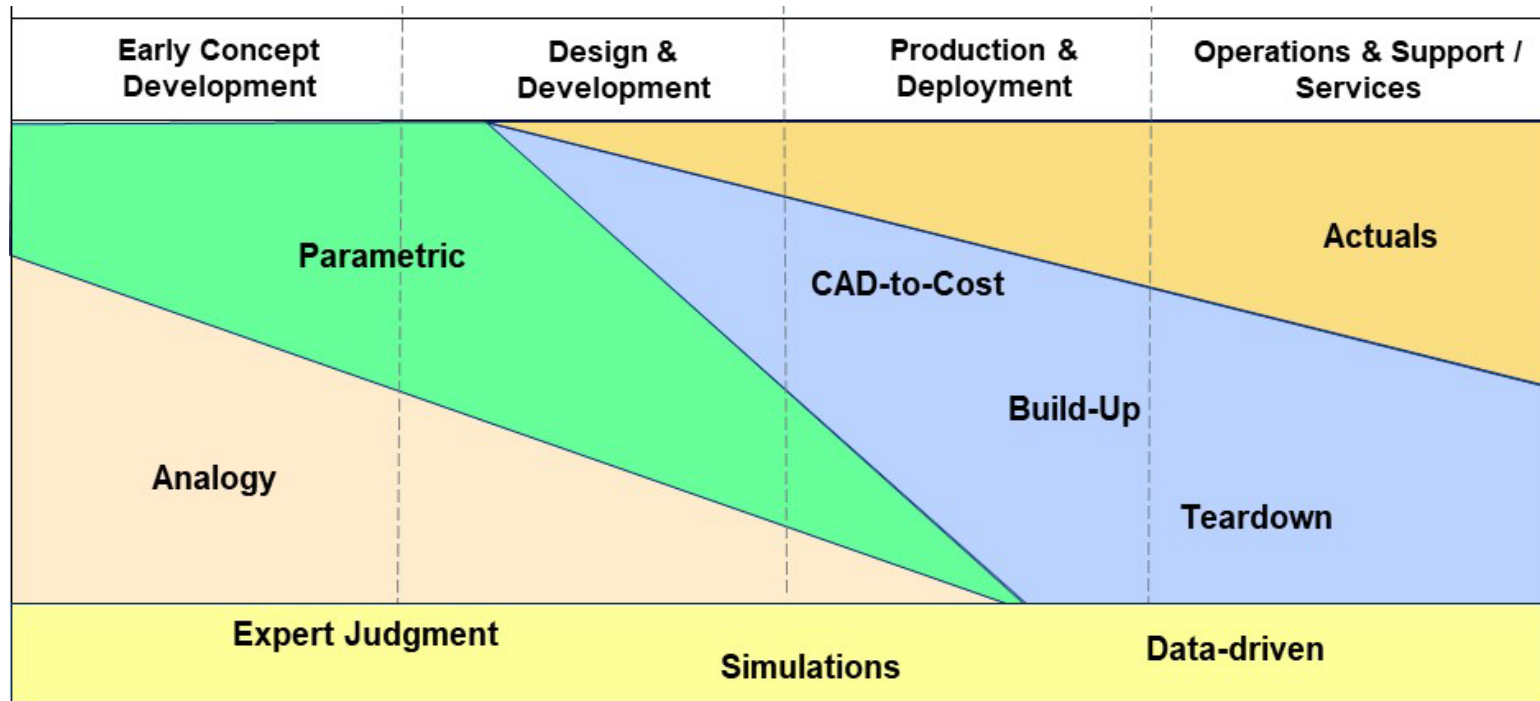 Early Concept
Development
Design &
Development
Production &
Deployment
Operations & Support /
Services
Parametric
Actuals
CAD-to-Cost
Build-Up
Analogy
Teardown
Expert Judgment
Simulations
Data-driven